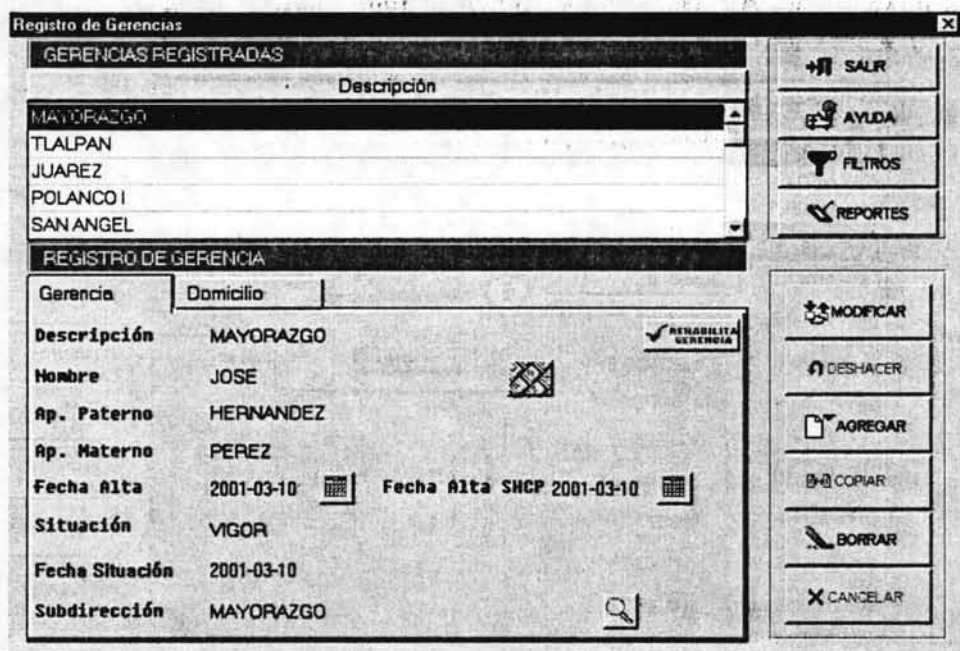 Registro de Gerencias
GERENCIAS REGISTRADAS
Descripción
MAYORAZGO
TLALPAN
JUAREZ
POLANCO I
SAN ANGEL
SALIR
AYUDA
FILTROS
REPORTES
REGISTRO DE GERENCIA
Gerencia Domicilio
Descripción MAYORAZGO
REHABILITA
GERENCIA
Nombre JOSE
Ap. Paterno HERNANDEZ
Ap. Materno PEREZ
Fecha Alta 2001-03-10 Fecha Alta SHCP 2001-03-10
Situación VIGOR
Fecha Situación 2001-03-10
Subdirección MAYORAZGO
MODIFICAR
DESHACER
AGREGAR
COPIAR
BORRAR
CANCELAR